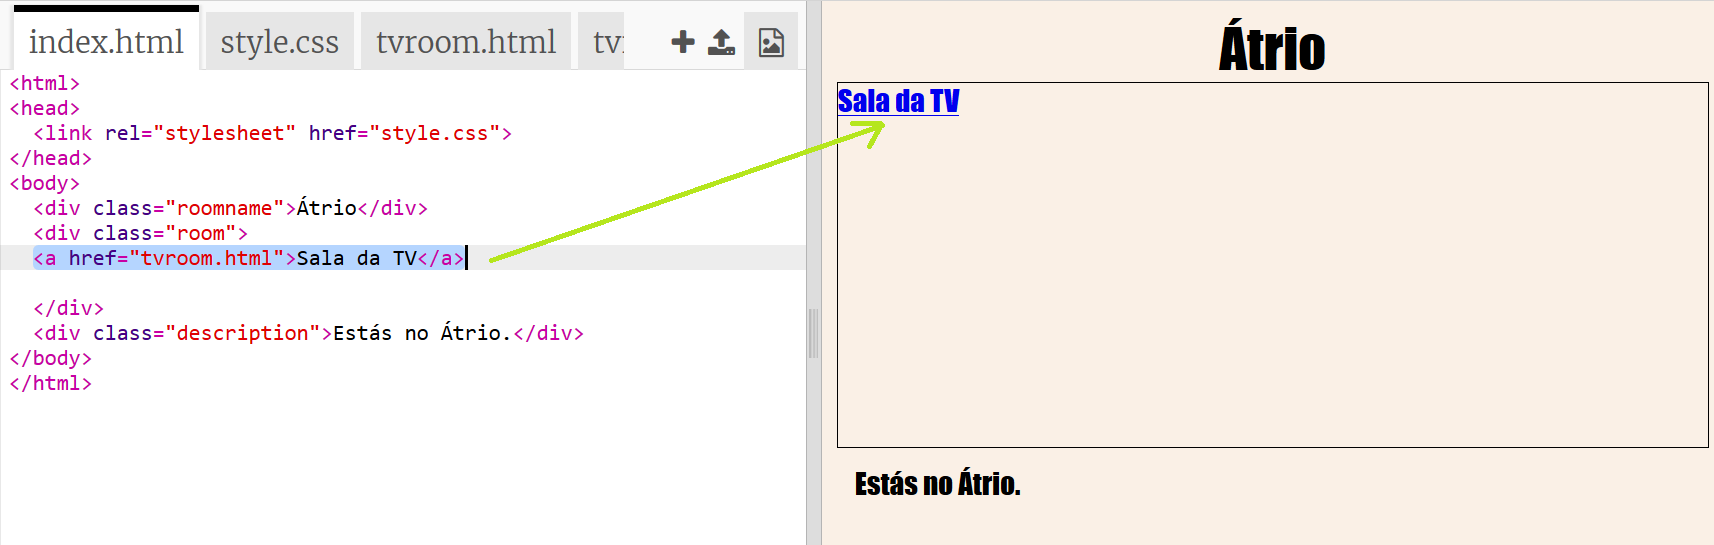 index.html style.css tvroom.html
<html>
<head>
<link rel="stylesheet" href="style.css">
</head>
<body>
<div class="roomname">Átrio</div>
<div class="room">
<a href="tvroom.html">Sala da TV</a>
</div>
<div class="description">Estás no Átrio.</div>
</body>
</html>
Átrio
Sala da TV
Estás no Átrio.